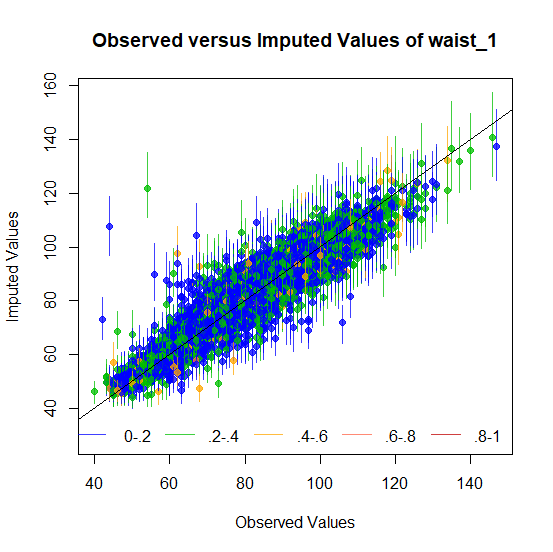 Observed versus Imputed Values of waist_1
160
140
120
100
80
60
40
Imputed Values
0-.2 .2-.4 .4-.6 .6-.8 .8-1
40 60 80 100 120 140
Observed Values